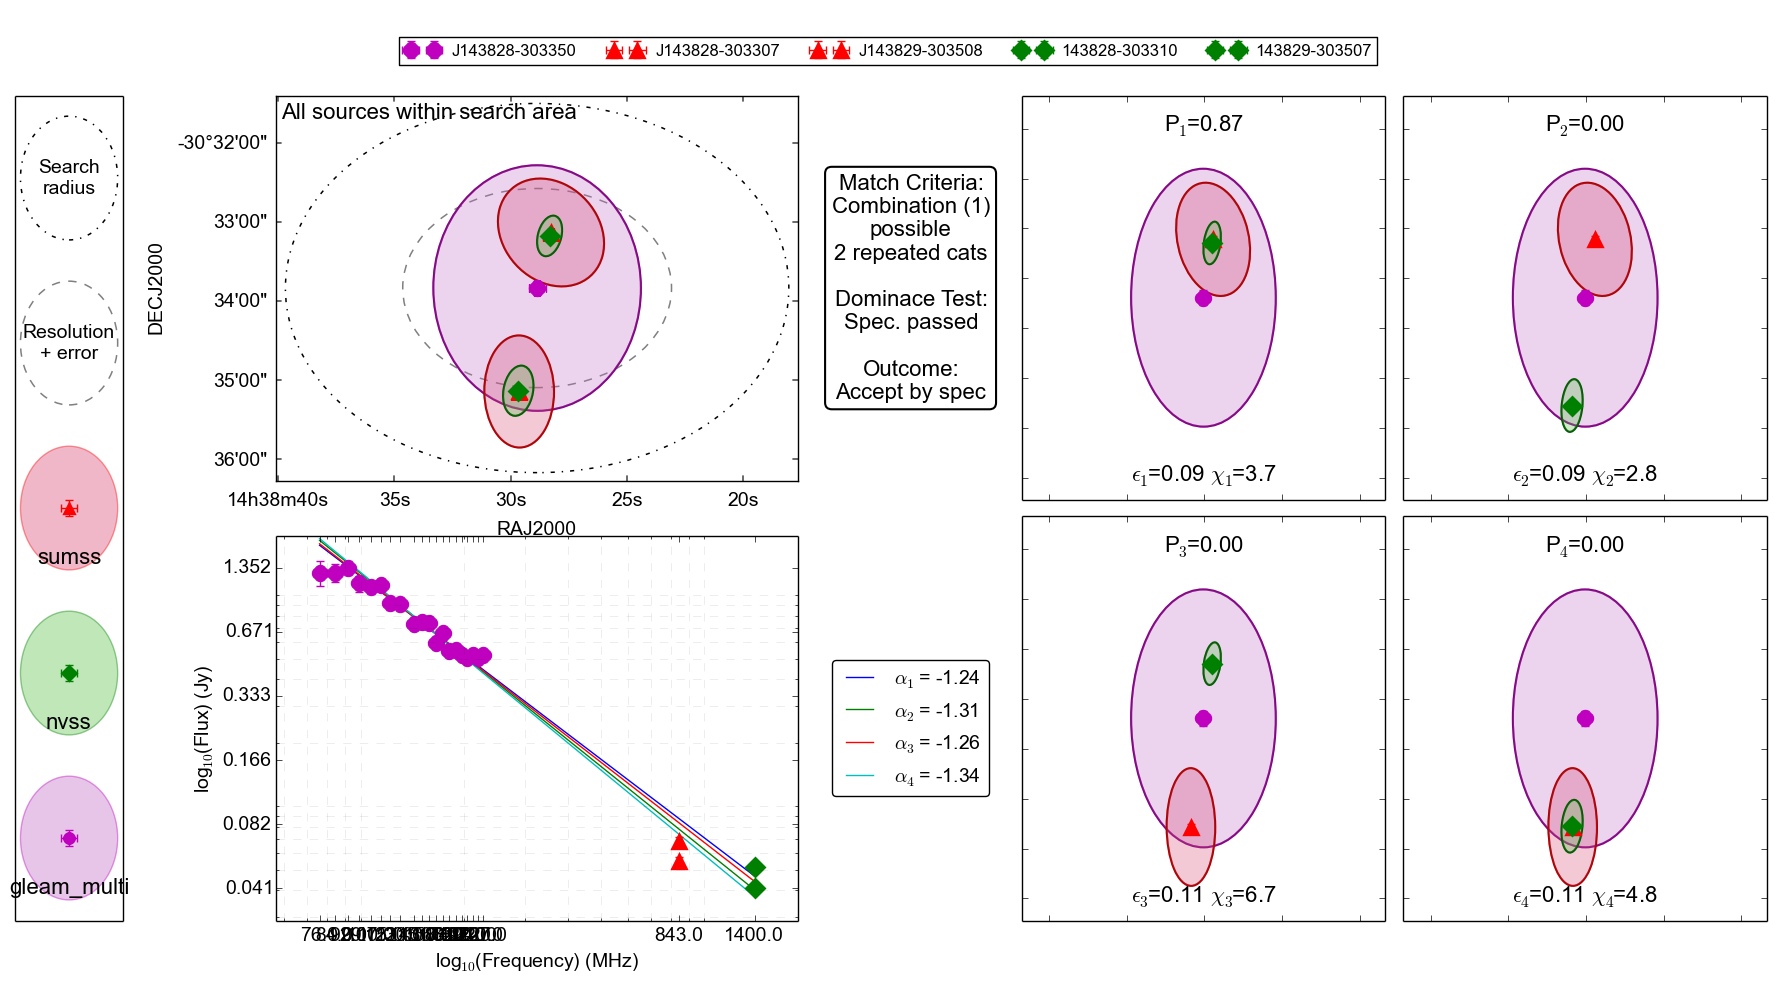 J143828-303350
J143828-303307
J143829-303508
143828-303310
143829-303507
Search
radius
Resolution
+ error
sumss
nvss
gleam_multi
All sources within search area
-30°32'00"
33'00"
34'00"
35'00"
36'00"
DECJ2000
14h38m40s
35s
30s
25s
20s
RAJ2000
Match Criteria:
Combination (1)
possible
2 repeated cats
Dominace Test:
Spec. passed
Outcome:
Accept by spec
P1=0.87
ϵ1=0.09 χ1=3.7
P2=0.00
ϵ2=0.09 χ2=2.8
P3=0.00
ϵ3=0.11 χ3=6.7
P4=0.00
ϵ4=0.11 χ4=4.8
1.352
0.671
0.333
0.166
0.082
0.041
log10(Flux) (Jy)
843.0
1400.0
log10(Frequency) (MHz)
α1 = -1.24
α2 = -1.31
α3 = -1.26
α4 = -1.34